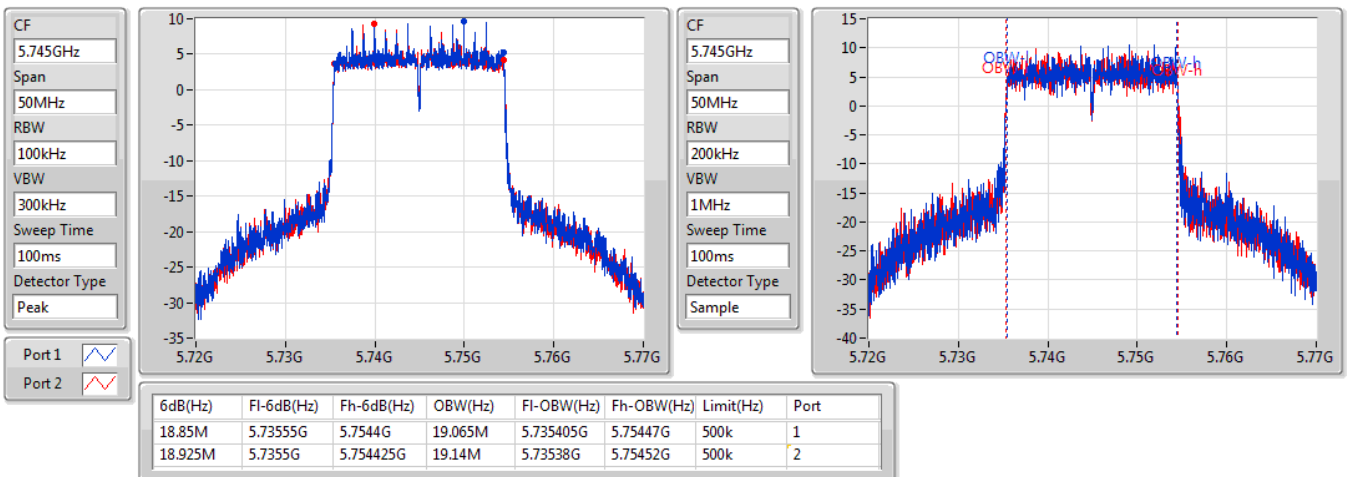 CF
5.745GHz
Span
50MHz
RBW
100kHz
VBW
300kHz
Sweep Time
100ms
Detector Type
Peak
Port 1
Port 2
10
5
0
-5
-10
-15
-20
-25
-30
-35
5.72G 5.73G 5.74G 5.75G 5.76G 5.77G
CF
5.745GHz
Span
50MHz
RBW
200kHz
VBW
1MHz
Sweep Time
100ms
Detector Type
Sample
15
10
5
0
-5
-10
-15
-20
-25
-30
-35
-40
OBW-h
OBW-h
5.72G 5.73G 5.74G 5.75G 5.76G 5.77G
6dB(Hz) Fl-6dB(Hz) Fh-6dB(Hz) OBW(Hz) Fl-OBW(Hz) Fh-OBW(Hz) Limit(Hz) Port
18.85M 5.73555G 5.7544G 19.065M 5.735405G 5.75447G 500k 1
18.925M 5.7355G 5.754425G 19.14M 5.73538G 5.75452G 500k 2